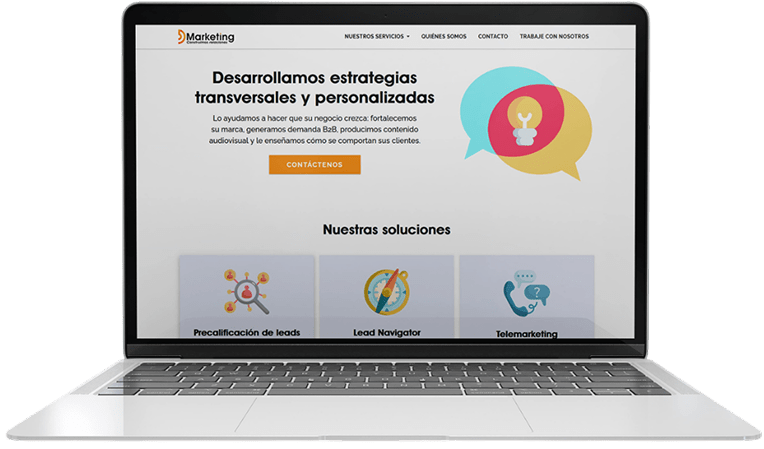 Marketing
NUESTROS SERVICIOS
QUIÉNES SOMOS
CONTACTO
TRABAJE CON NOSOTROS
Desarrollamos estrategias
transversales y personalizadas
Lo ayudamos a hacer que su negocio crezca: fortalecemos
su marca, generamos demanda B2B, producimos contenido
audiovisual y le enseñamos cómo se comportan sus clientes.
CONTÁCTENOS
Nuestras soluciones
Precalificación de leads
Lead Navigator
Telemarketing